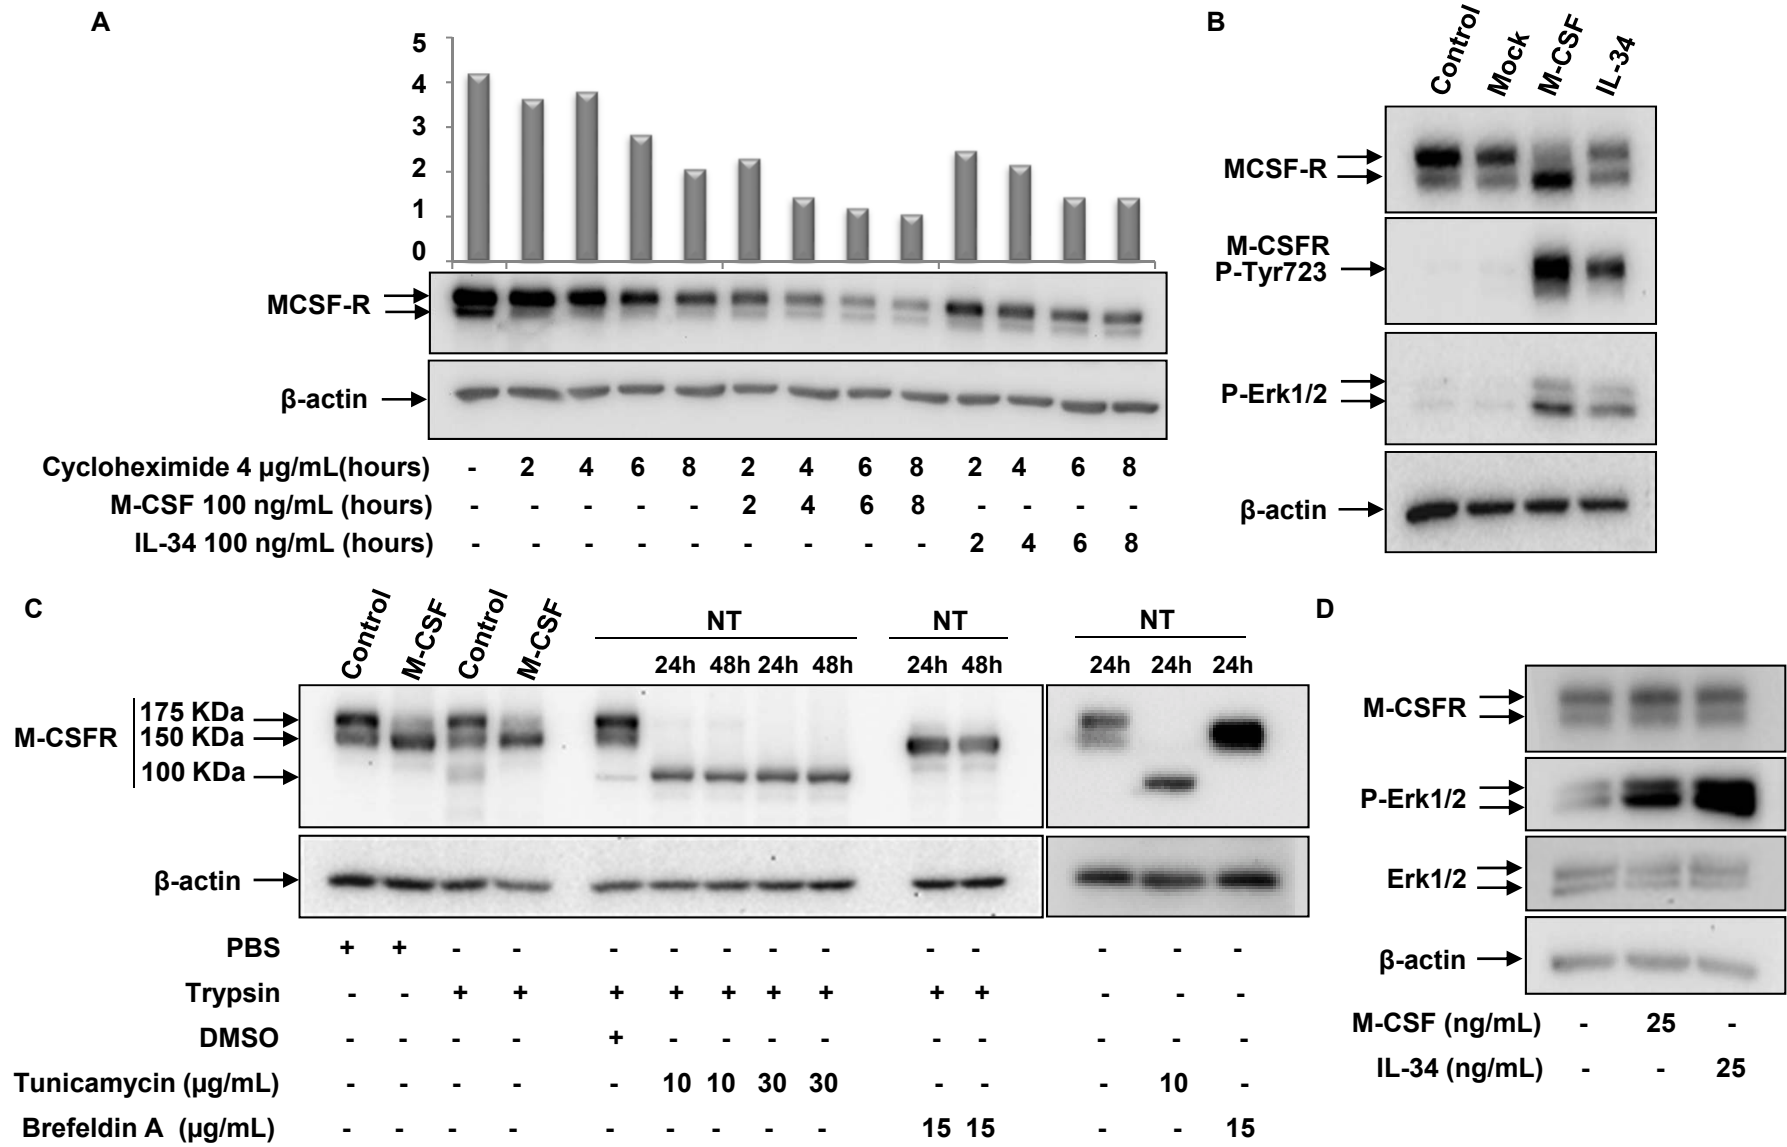 A
5
4
3
2
1
0
MCSF-R
β-actin
Cycloheximide 4 µg/mL(hours) - 2 4 6 8 2 4 6 8 2 4 6 8
M-CSF 100 ng/mL (hours) - - - - - 2 4 6 8 - - - -
IL-34 100 ng/mL (hours) - - - - - - - - - 2 4 6 8
B
Control Mock M-CSF IL-34
MCSF-R
M-CSFR
P-Tyr723
P-Erk1/2
β-actin
C
Control M-CSF Control M-CSF NT NT NT
24h 48h 24h 48h 24h 48h 24h 24h 24h
M-CSFR
175 KDa
150 KDa
100 KDa
β-actin
PBS + + - - - - - - - - - - - -
Trypsin - - + + + + + + + + + - - -
DMSO - - - - + - - - - - - - - -
Tunicamycin (µg/mL) - - - - - 10 10 30 30 - - - 10 -
Brefeldin A (µg/mL) - - - - - - - - - 15 15 - - 15
D
M-CSFR
P-Erk1/2
Erk1/2
β-actin
M-CSF (ng/mL) - 25 -
IL-34 (ng/mL) - - 25